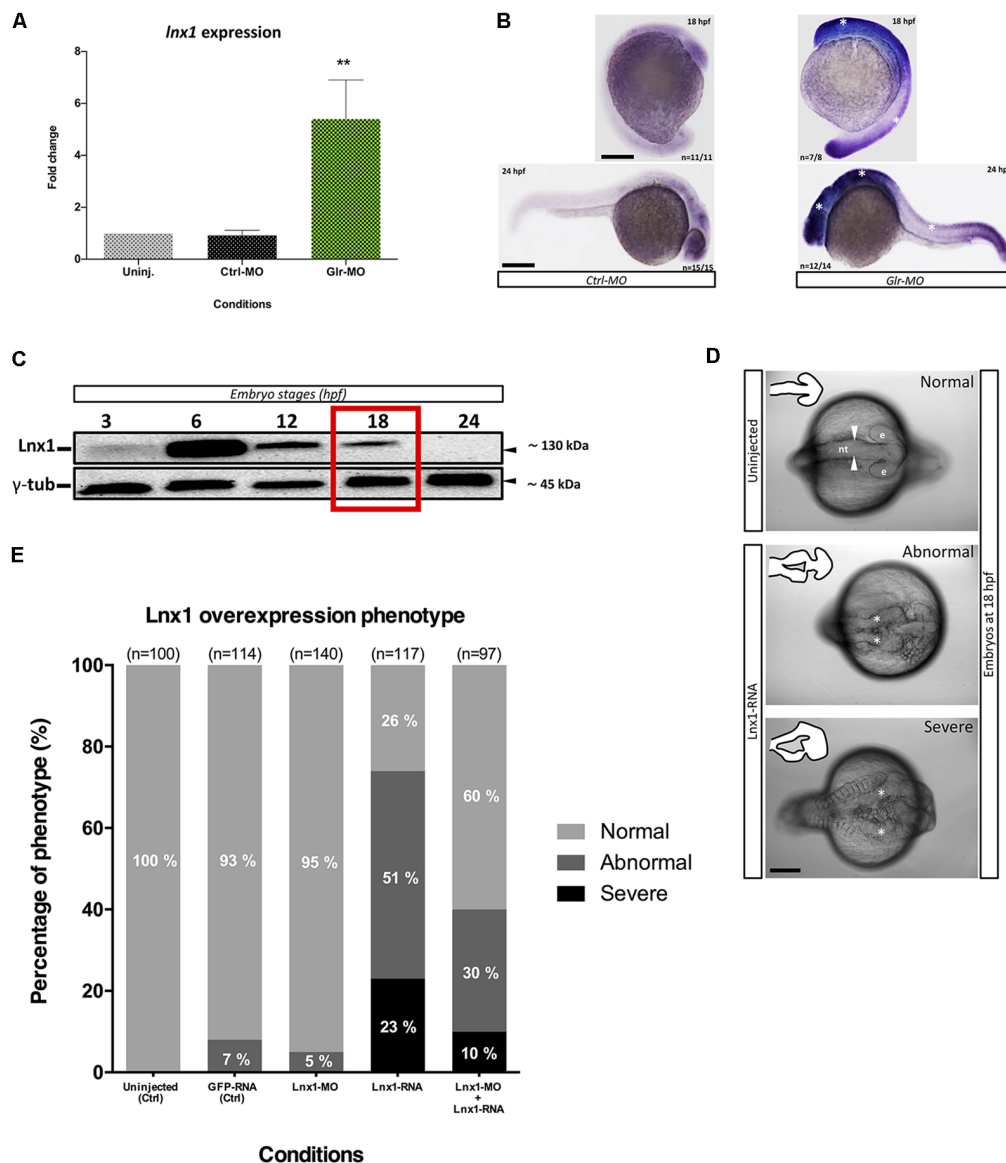 A
lnx1 expression
Fold change
8
6
4
2
0
**
Uninj.
Ctrl-MO
Glr-MO
Conditions
B
18 hpf
n=11/11
24 hpf
n=15/15
Ctrl-MO
18 hpf
*
*
n=7/8
24 hp
*
*
*
n=12/14
Glr-MO
C
Embryo stages (hpf)
3 6 12 18 24
Lnx1
~ 130 kDa
γ-tub
~ 45 kDa
D
Uninjected
Normal
nt
e
e
Lnx1-RNA
Abnormal
*
*
Severe
*
*
Embryos at 18 hpf
E
Lnx1 overexpression phenotype
(n=100) (n=114) (n=140) (n=117) (n=97)
Percentage of phenotype (%)
100
80
60
40
20
0
100 %
93 %
7 %
95 %
5 %
26 %
51 %
23 %
60 %
30 %
10 %
Uninjected
(Ctrl)
GFP-RNA
(Ctrl)
Lnx1-MO
Lnx1-RNA
Lnx1-MO
+
Lnx1-RNA
Conditions
Normal
Abnormal
Severe